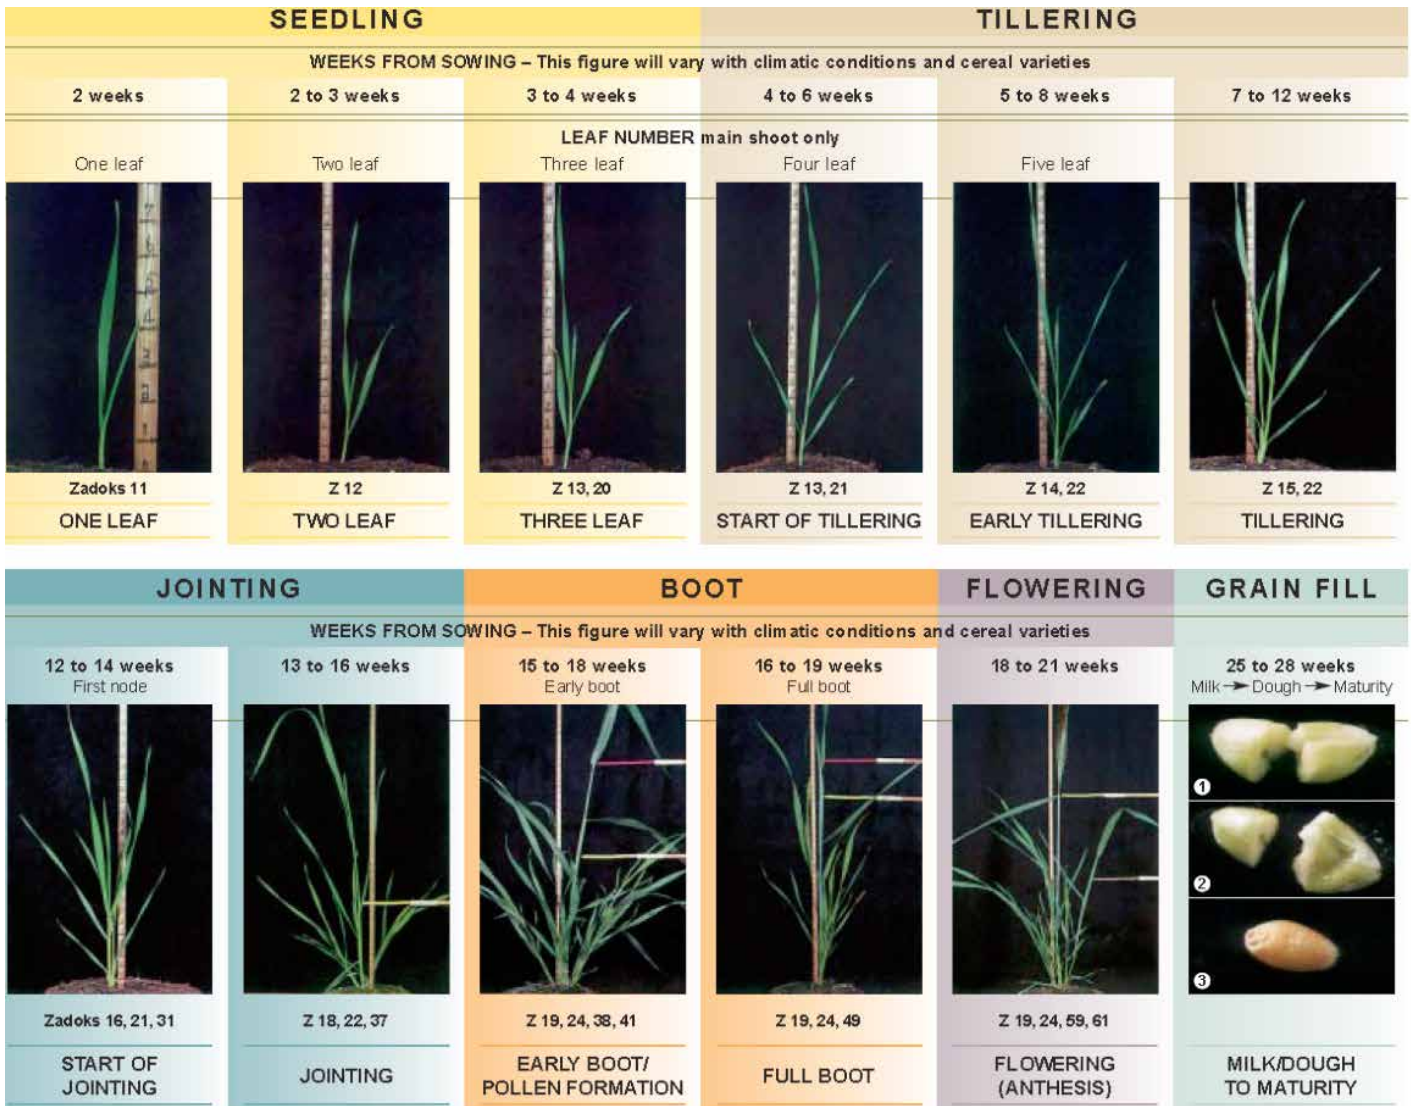 SEEDLING
TILLERING
WEEKS FROM SOWING – This figure will vary with climatic conditions and cereal varieties
2 weeks
2 to 3 weeks
3 to 4 weeks
4 to 6 weeks
5 to 8 weeks
7 to 12 weeks
LEAF NUMBER main shoot only
One leaf
Two leaf
Three leaf
Four leaf
Five leaf
Zadoks 11
Z 12
Z 13, 20
Z 13, 21
Z 14, 22
Z 15, 22
ONE LEAF
TWO LEAF
THREE LEAF
START OF TILLERING
EARLY TILLERING
TILLERING
JOINTING
BOOT
FLOWERING
GRAIN FILL
WEEKS FROM SOWING – This figure will vary with climatic conditions and cereal varieties
12 to 14 weeks
First node
13 to 16 weeks
15 to 18 weeks
Early boot
16 to 19 weeks
Full boot
18 to 21 weeks
25 to 28 weeks
Milk → Dough → Maturity
1
2
3
Zadoks 16, 21, 31
Z 18, 22, 37
Z 19, 24, 38, 41
Z 19, 24, 49
Z 19, 24, 59, 61
START OF
JOINTING
JOINTING
EARLY BOOT/
POLLEN FORMATION
FULL BOOT
FLOWERING
(ANTHESIS)
MILK/DOUGH
TO MATURITY